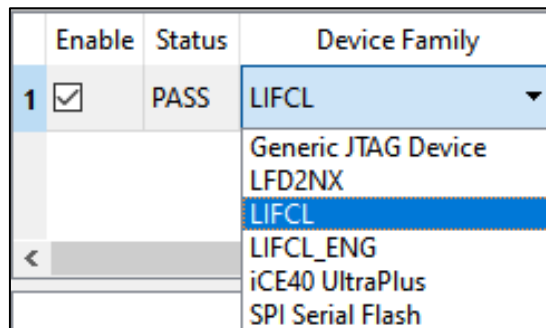 Enable Status Device Family
1 PASS LIFCL
Generic JTAG Device
LFD2NX
LIFCL
LIFCL_ENG
iCE40 UltraPlus
SPI Serial Flash